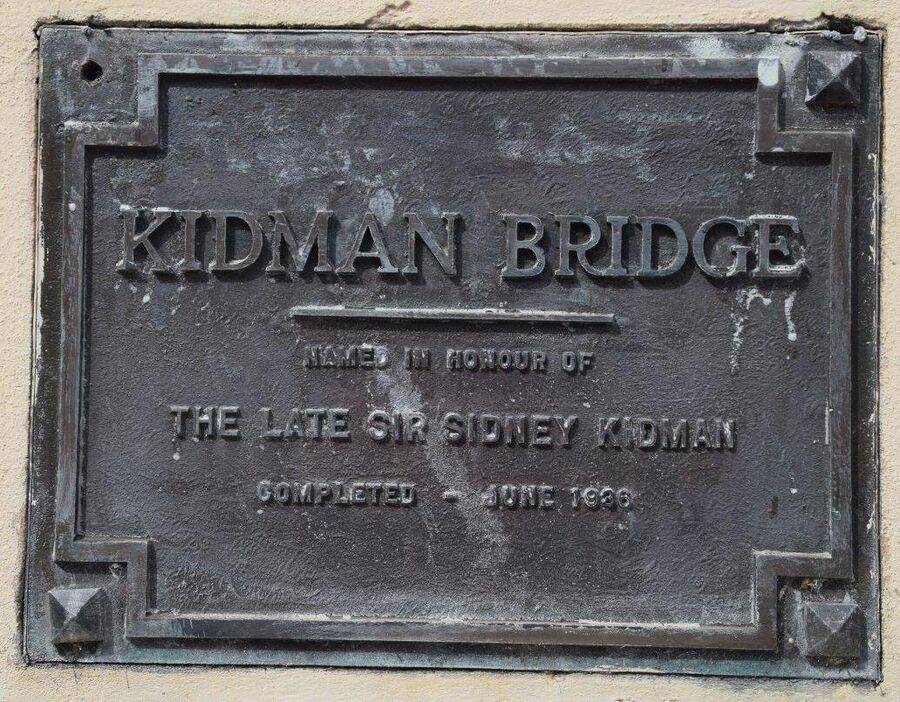 KIDMAN BRIDGE
NAMED IN HONOUR OF
THE LATE SIR SIDNEY KIDMAN
COMPLETED - JUNE 1936